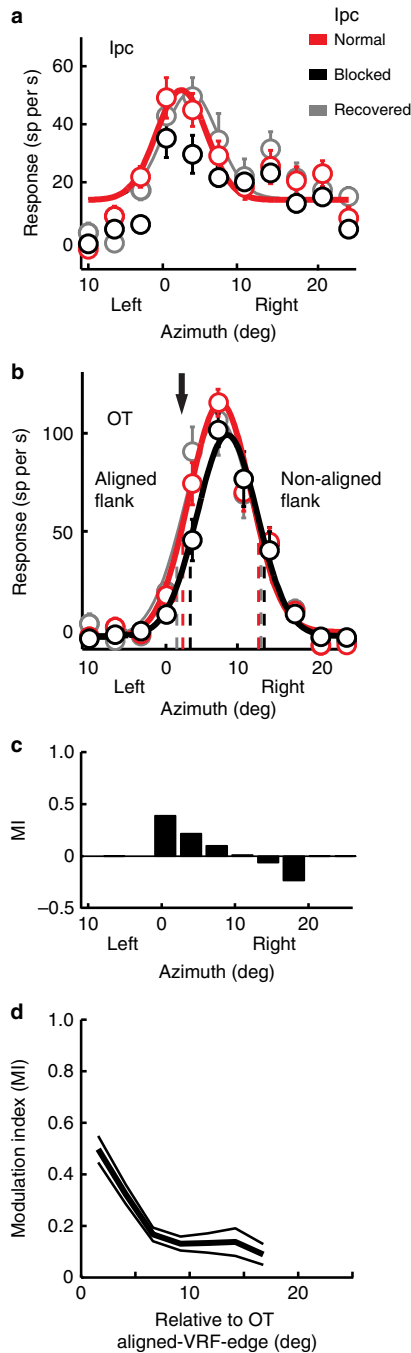 a
Ipc
Ipc
Normal
Blocked
Recovered
Response (sp per s)
60
40
20
0
10 0 10 20
Left Right
Azimuth (deg)
b
OT
Aligned flank
Non-aligned flank
Response (sp per s)
100
50
0
10 0 10 20
Left Right
Azimuth (deg)
c
MI
1.0
0.5
0
–0.5
10 0 10 20
Left Right
Azimuth (deg)
d
Modulation index (MI)
1.0
0.8
0.6
0.4
0.2
0
0 10 20
Relative to OT
aligned-VRF-edge (deg)